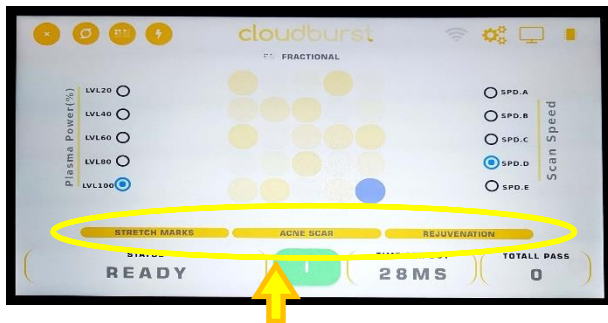 cloudburst
FRACTIONAL
Plasma Power(%)
LVL20
LVL40
LVL60
LVL80
LVL100
SPD.A
SPD.B
SPD.C
SPD.D
SPD.E
Scan Speed
STRETCH MARKS
ACNE SCAR
REJUVENATION
STATUS
READY
28MS
TOTALL PASS
0